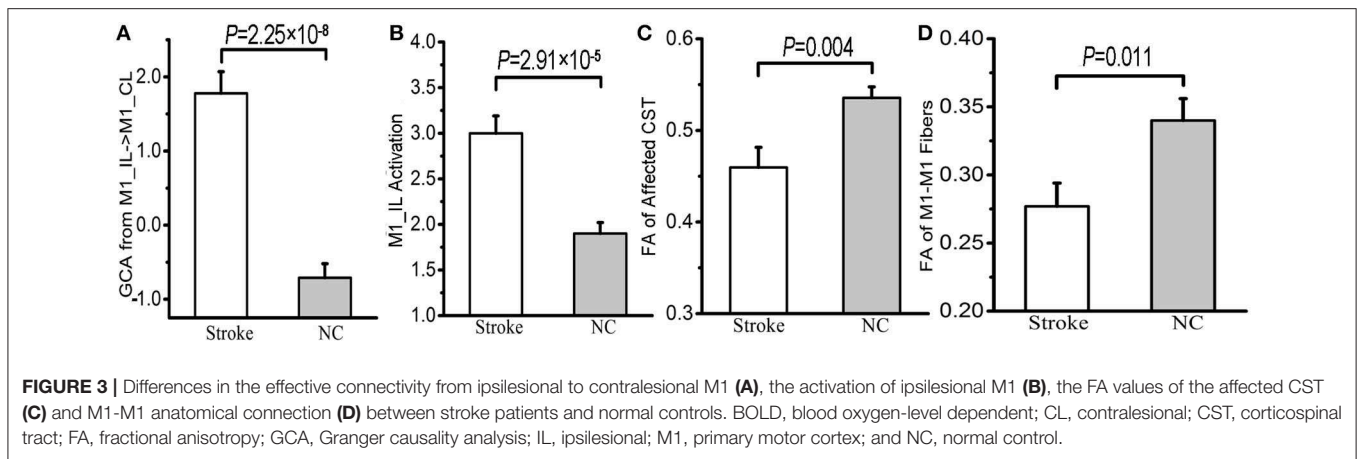 A
P=2.25×10-8
GCA from M1_IL->M1_CL
2.0
1.0
0.0
-1.0
Stroke
NC
B
P=2.91×10-5
M1_IL Activation
4.0
3.5
3.0
2.5
2.0
1.5
1.0
Stroke
NC
C
P=0.004
FA of Affected CST
0.6
0.5
0.4
0.3
Stroke
NC
D
P=0.011
FA of M1-M1 Fibers
0.40
0.35
0.30
0.25
0.20
Stroke
NC
FIGURE 3 | Differences in the effective connectivity from ipsilesional to contralesional M1 (A), the activation of ipsilesional M1 (B), the FA values of the affected CST
(C) and M1-M1 anatomical connection (D) between stroke patients and normal controls. BOLD, blood oxygen-level dependent; CL, contralesional; CST, corticospinal
tract; FA, fractional anisotropy; GCA, Granger causality analysis; IL, ipsilesional; M1, primary motor cortex; and NC, normal control.